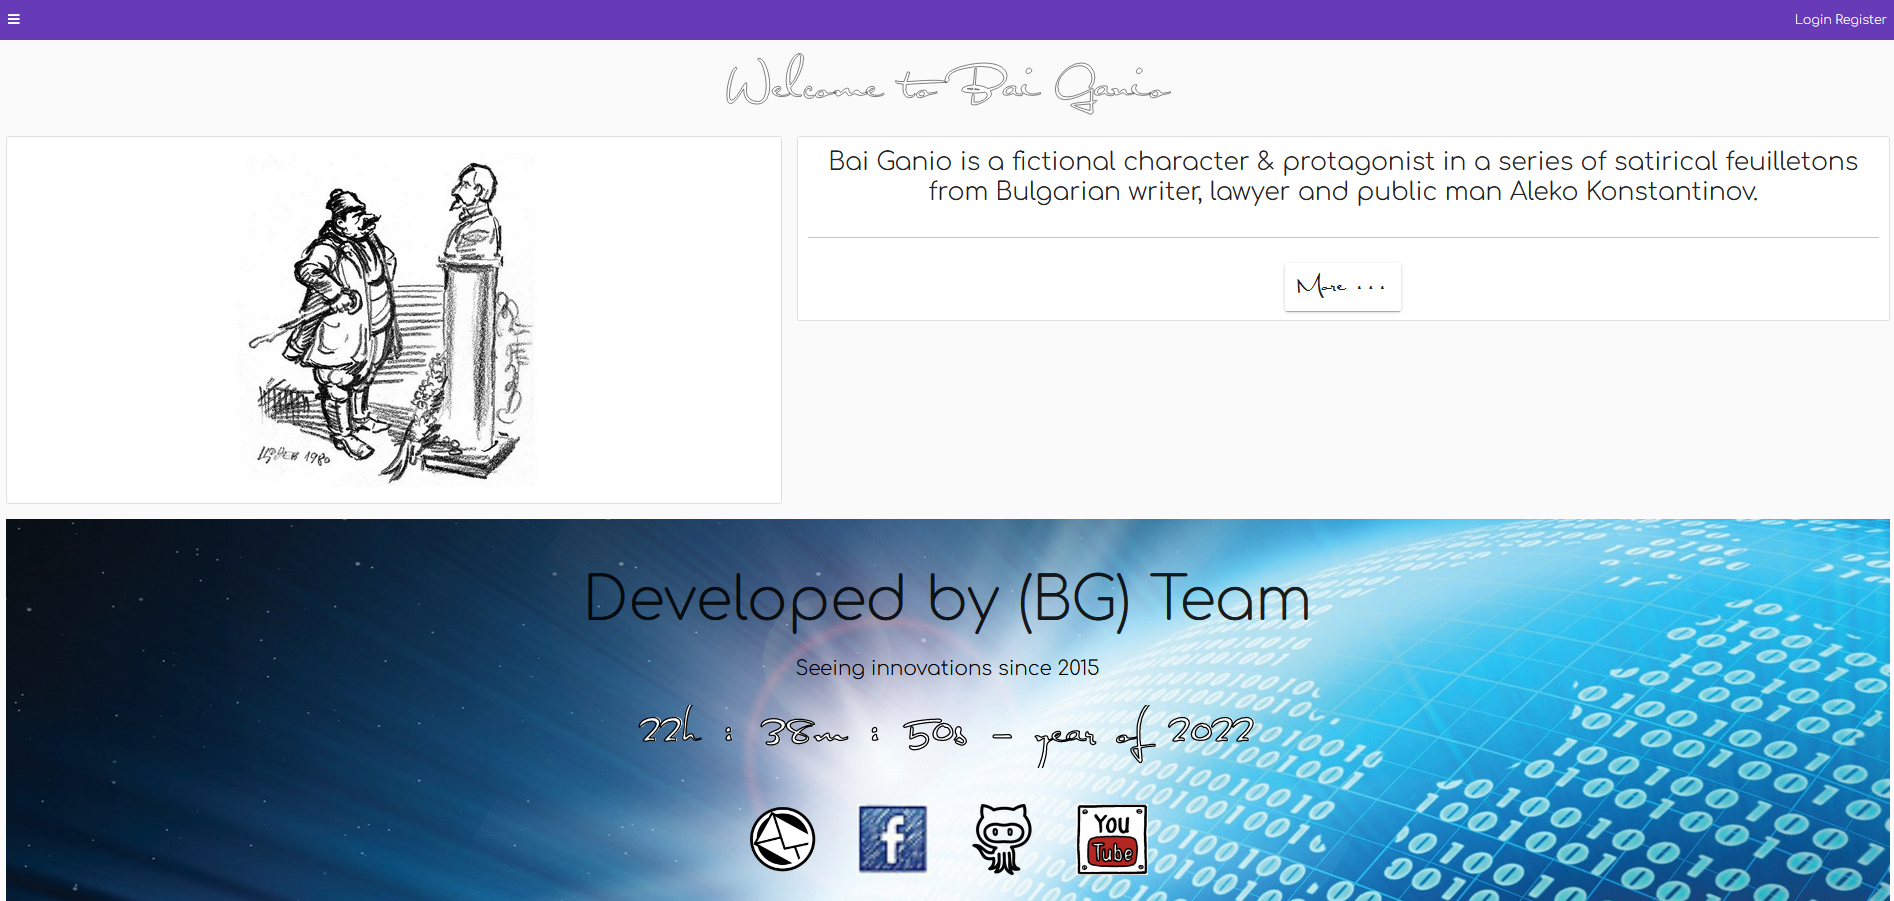 Login Register
Welcome to Bai Ganio
Bai Ganio is a fictional character & protagonist in a series of satirical feuilletons
from Bulgarian writer, lawyer and public man Aleko Konstantinov.
More ...
1980
Developed by (BG) Team
Seeing innovations since 2015
22h : 38m : 50s - year of 2022
f
You
Tube